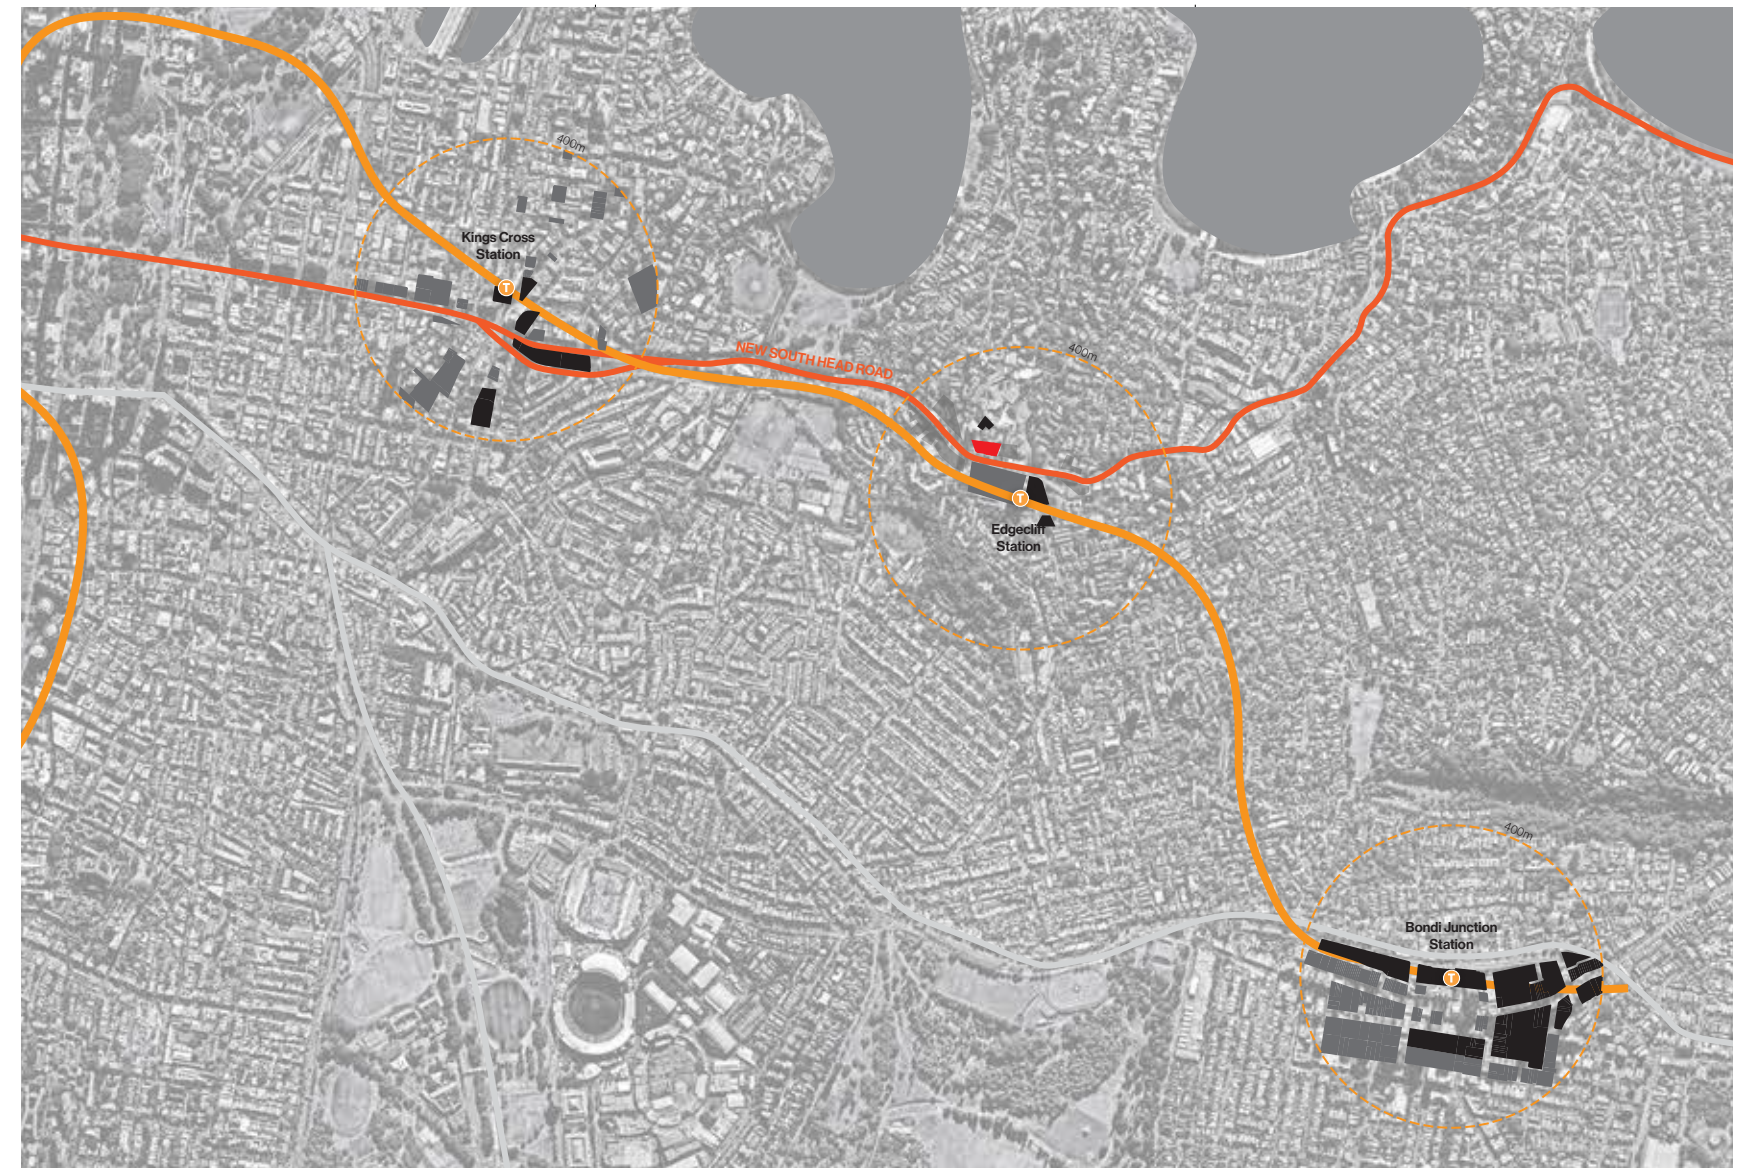 400m
Kings Cross
Station
T
NEW SOUTH HEAD ROAD
400m
T
Edgecliff
Station
400m
Bondi Junction
Station
T